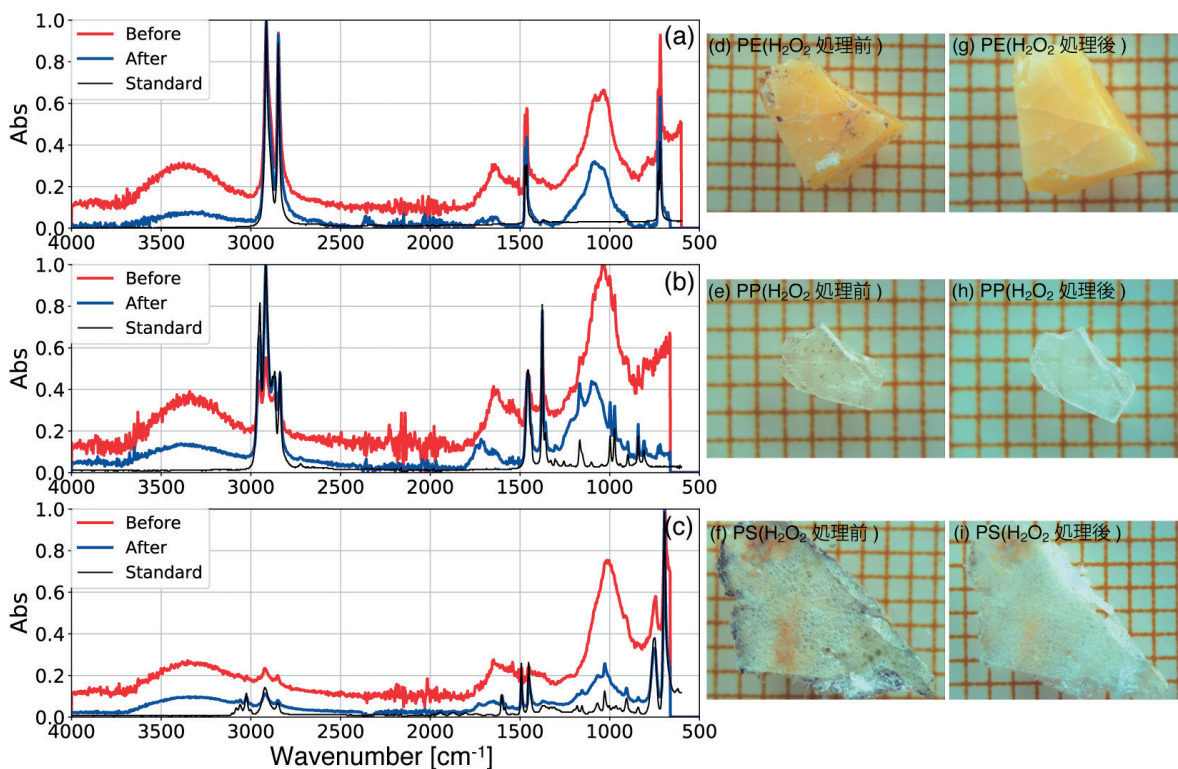 1.0
0.8
0.6
0.4
0.2
0.0
Abs
Before
After
Standard
(a)
4000 3500 3000 2500 2000 1500 1000 500
1.0
0.8
0.6
0.4
0.2
0.0
Abs
Before
After
Standard
(b)
4000 3500 3000 2500 2000 1500 1000 500
1.0
0.8
0.6
0.4
0.2
0.0
Abs
Before
After
Standard
(c)
4000 3500 3000 2500 2000 1500 1000 500
Wavenumber [cm⁻¹]
(d) PE(H₂O₂ 処理前)
(g) PE(H₂O₂ 処理後)
(e) PP(H₂O₂ 処理前)
(h) PP(H₂O₂ 処理後)
(f) PS(H₂O₂ 処理前)
(i) PS(H₂O₂ 処理後)